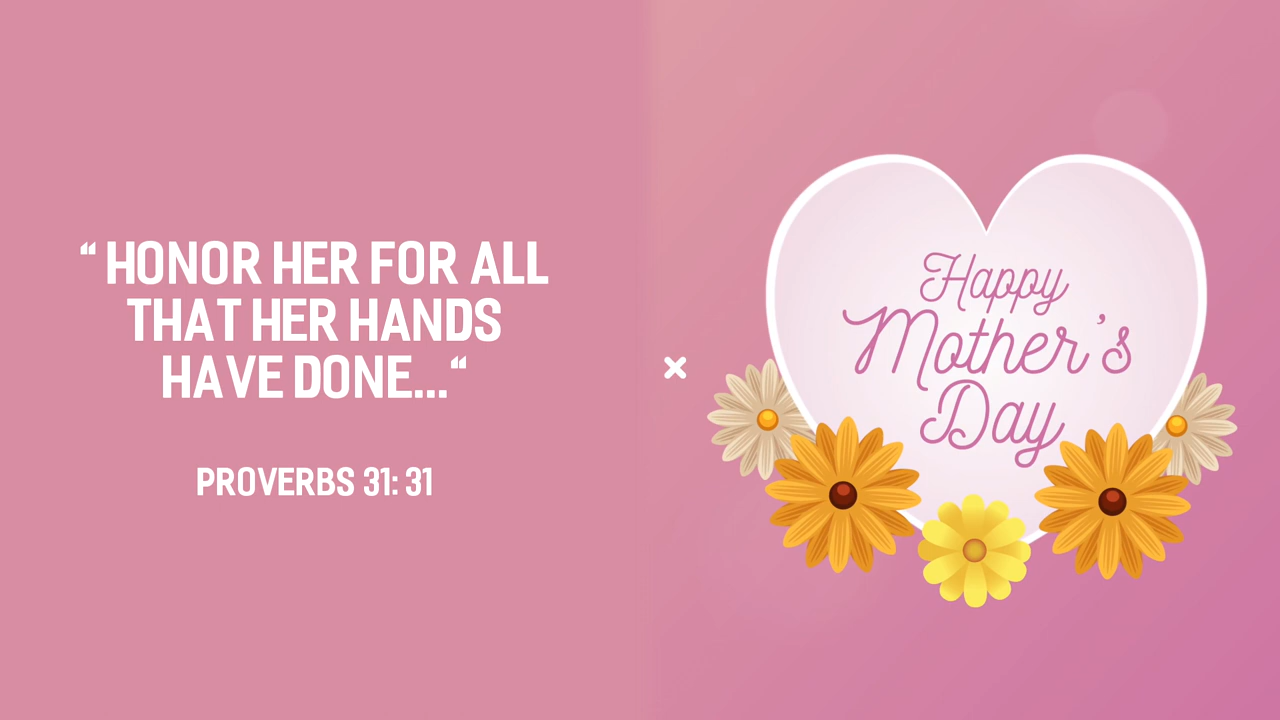 “ HONOR HER FOR ALL
THAT HER HANDS
HAVE DONE...“
PROVERBS 31: 31
Happy
Mother's
Day